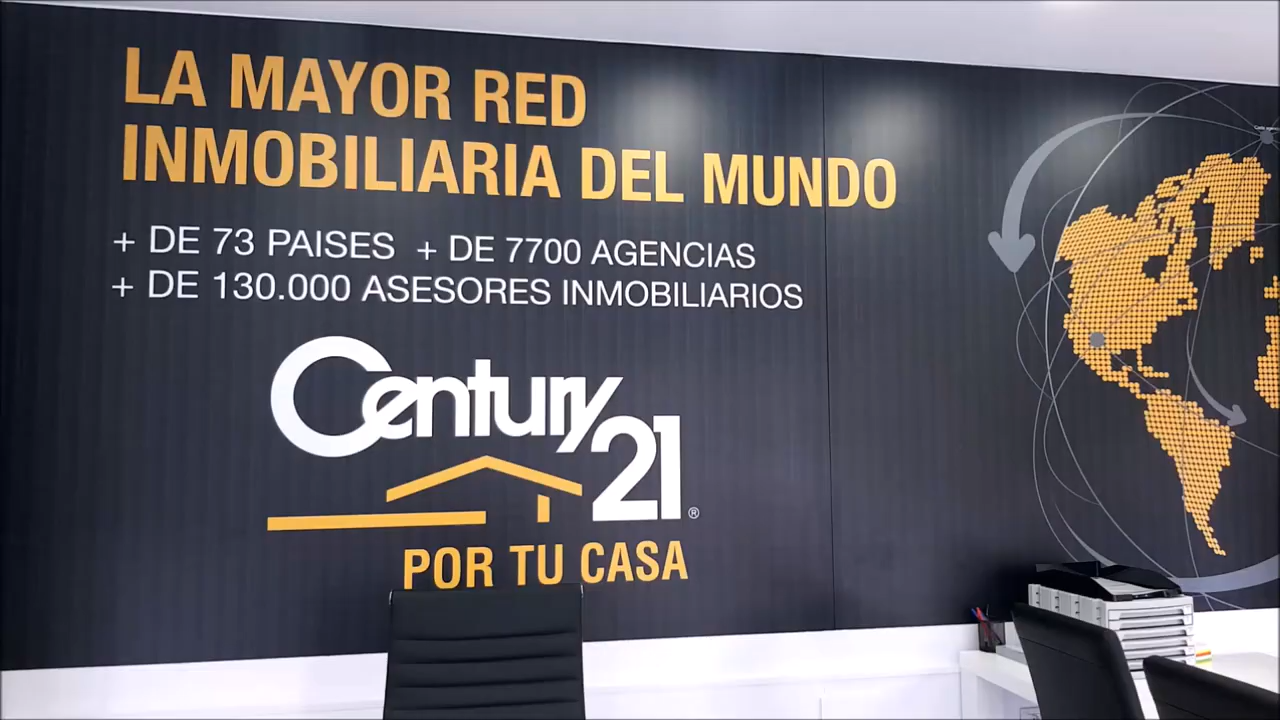 LA MAYOR RED
INMOBILIARIA DEL MUNDO
+ DE 73 PAISES + DE 7700 AGENCIAS
+ DE 130.000 ASESORES INMOBILIARIOS
Century
21®
POR TU CASA